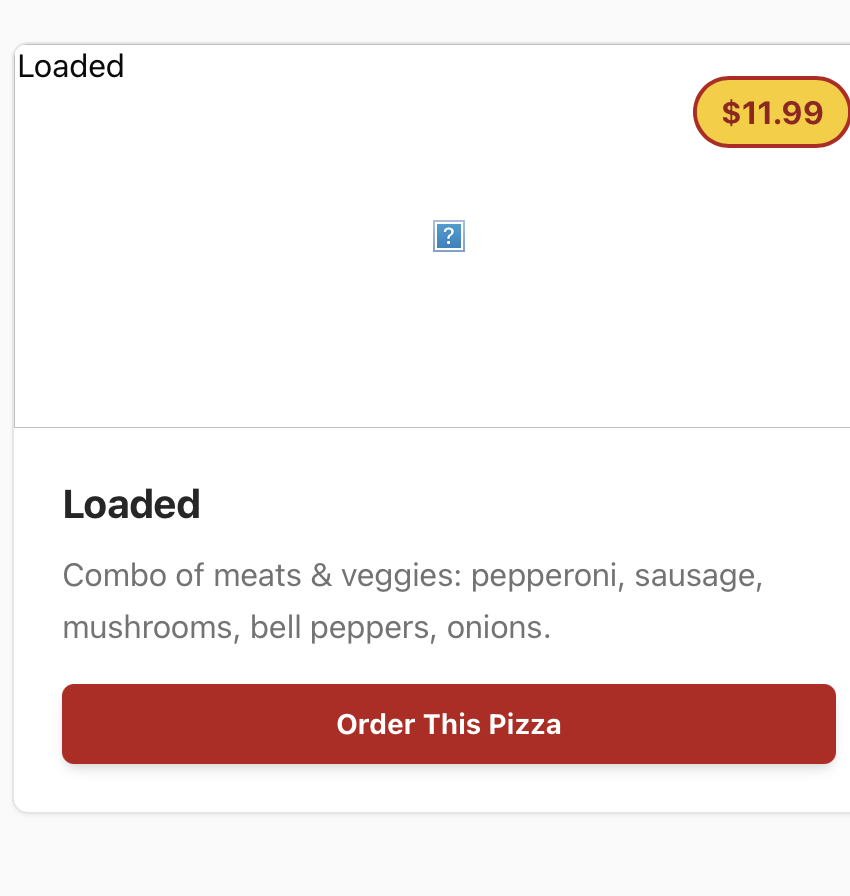 Loaded
$11.99
?
Loaded
Combo of meats & veggies: pepperoni, sausage,
mushrooms, bell peppers, onions.
Order This Pizza